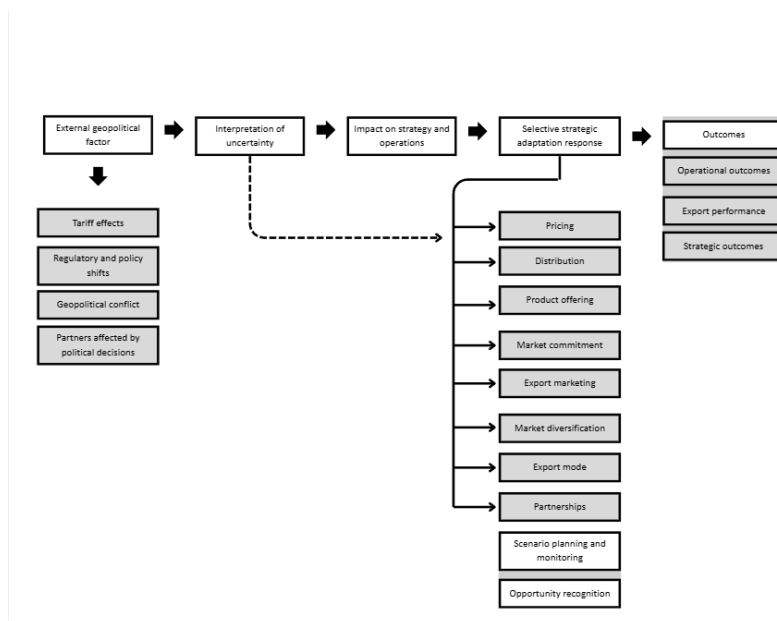 External geopolitical
factor
Interpretation of
uncertainty
Impact on strategy and
operations
Selective strategic
adaptation response
Outcomes
Operational outcomes
Export performance
Strategic outcomes
Tariff effects
Regulatory and policy
shifts
Geopolitical conflict
Partners affected by
political decisions
Pricing
Distribution
Product offering
Market commitment
Export marketing
Market diversification
Export mode
Partnerships
Scenario planning and
monitoring
Opportunity recognition